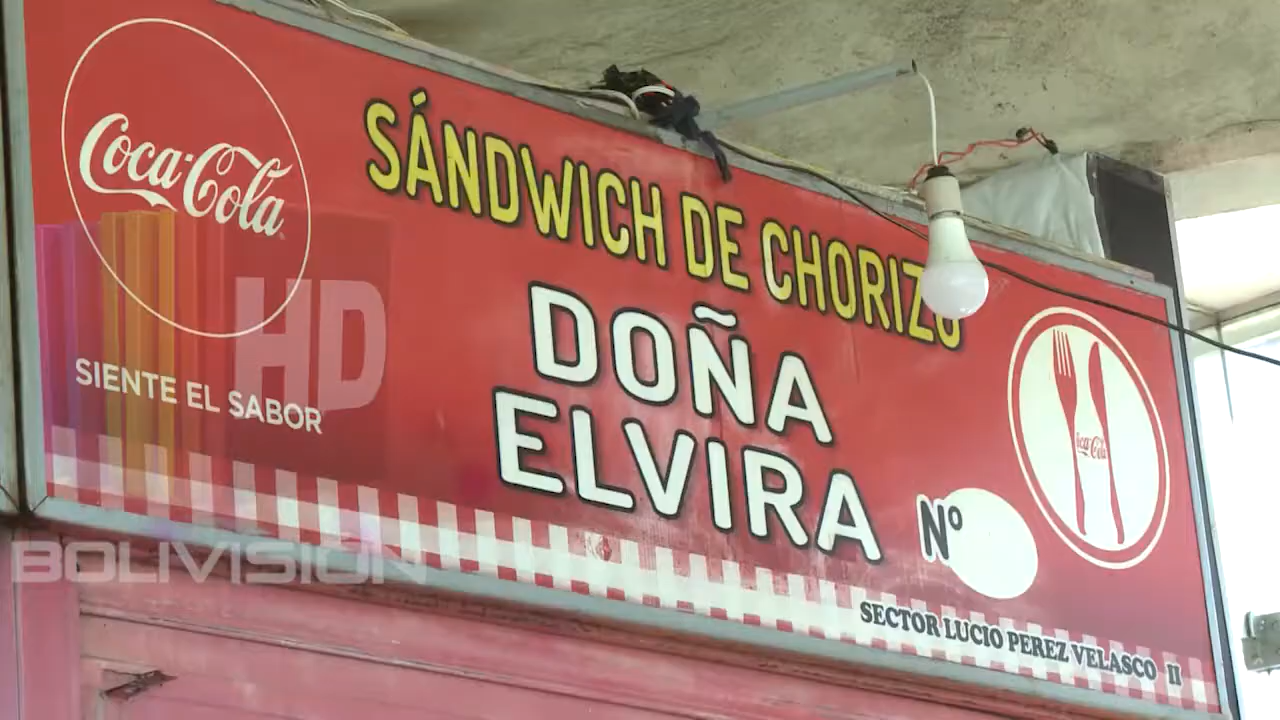 Coca-Cola
SIENTE EL SABOR
SÁNDWICH DE CHORIZO
DOÑA
ELVIRA
Nº
Coca-Cola
SECTOR LUCIO PEREZ VELASCO II
HD
BOLIVISIÓN